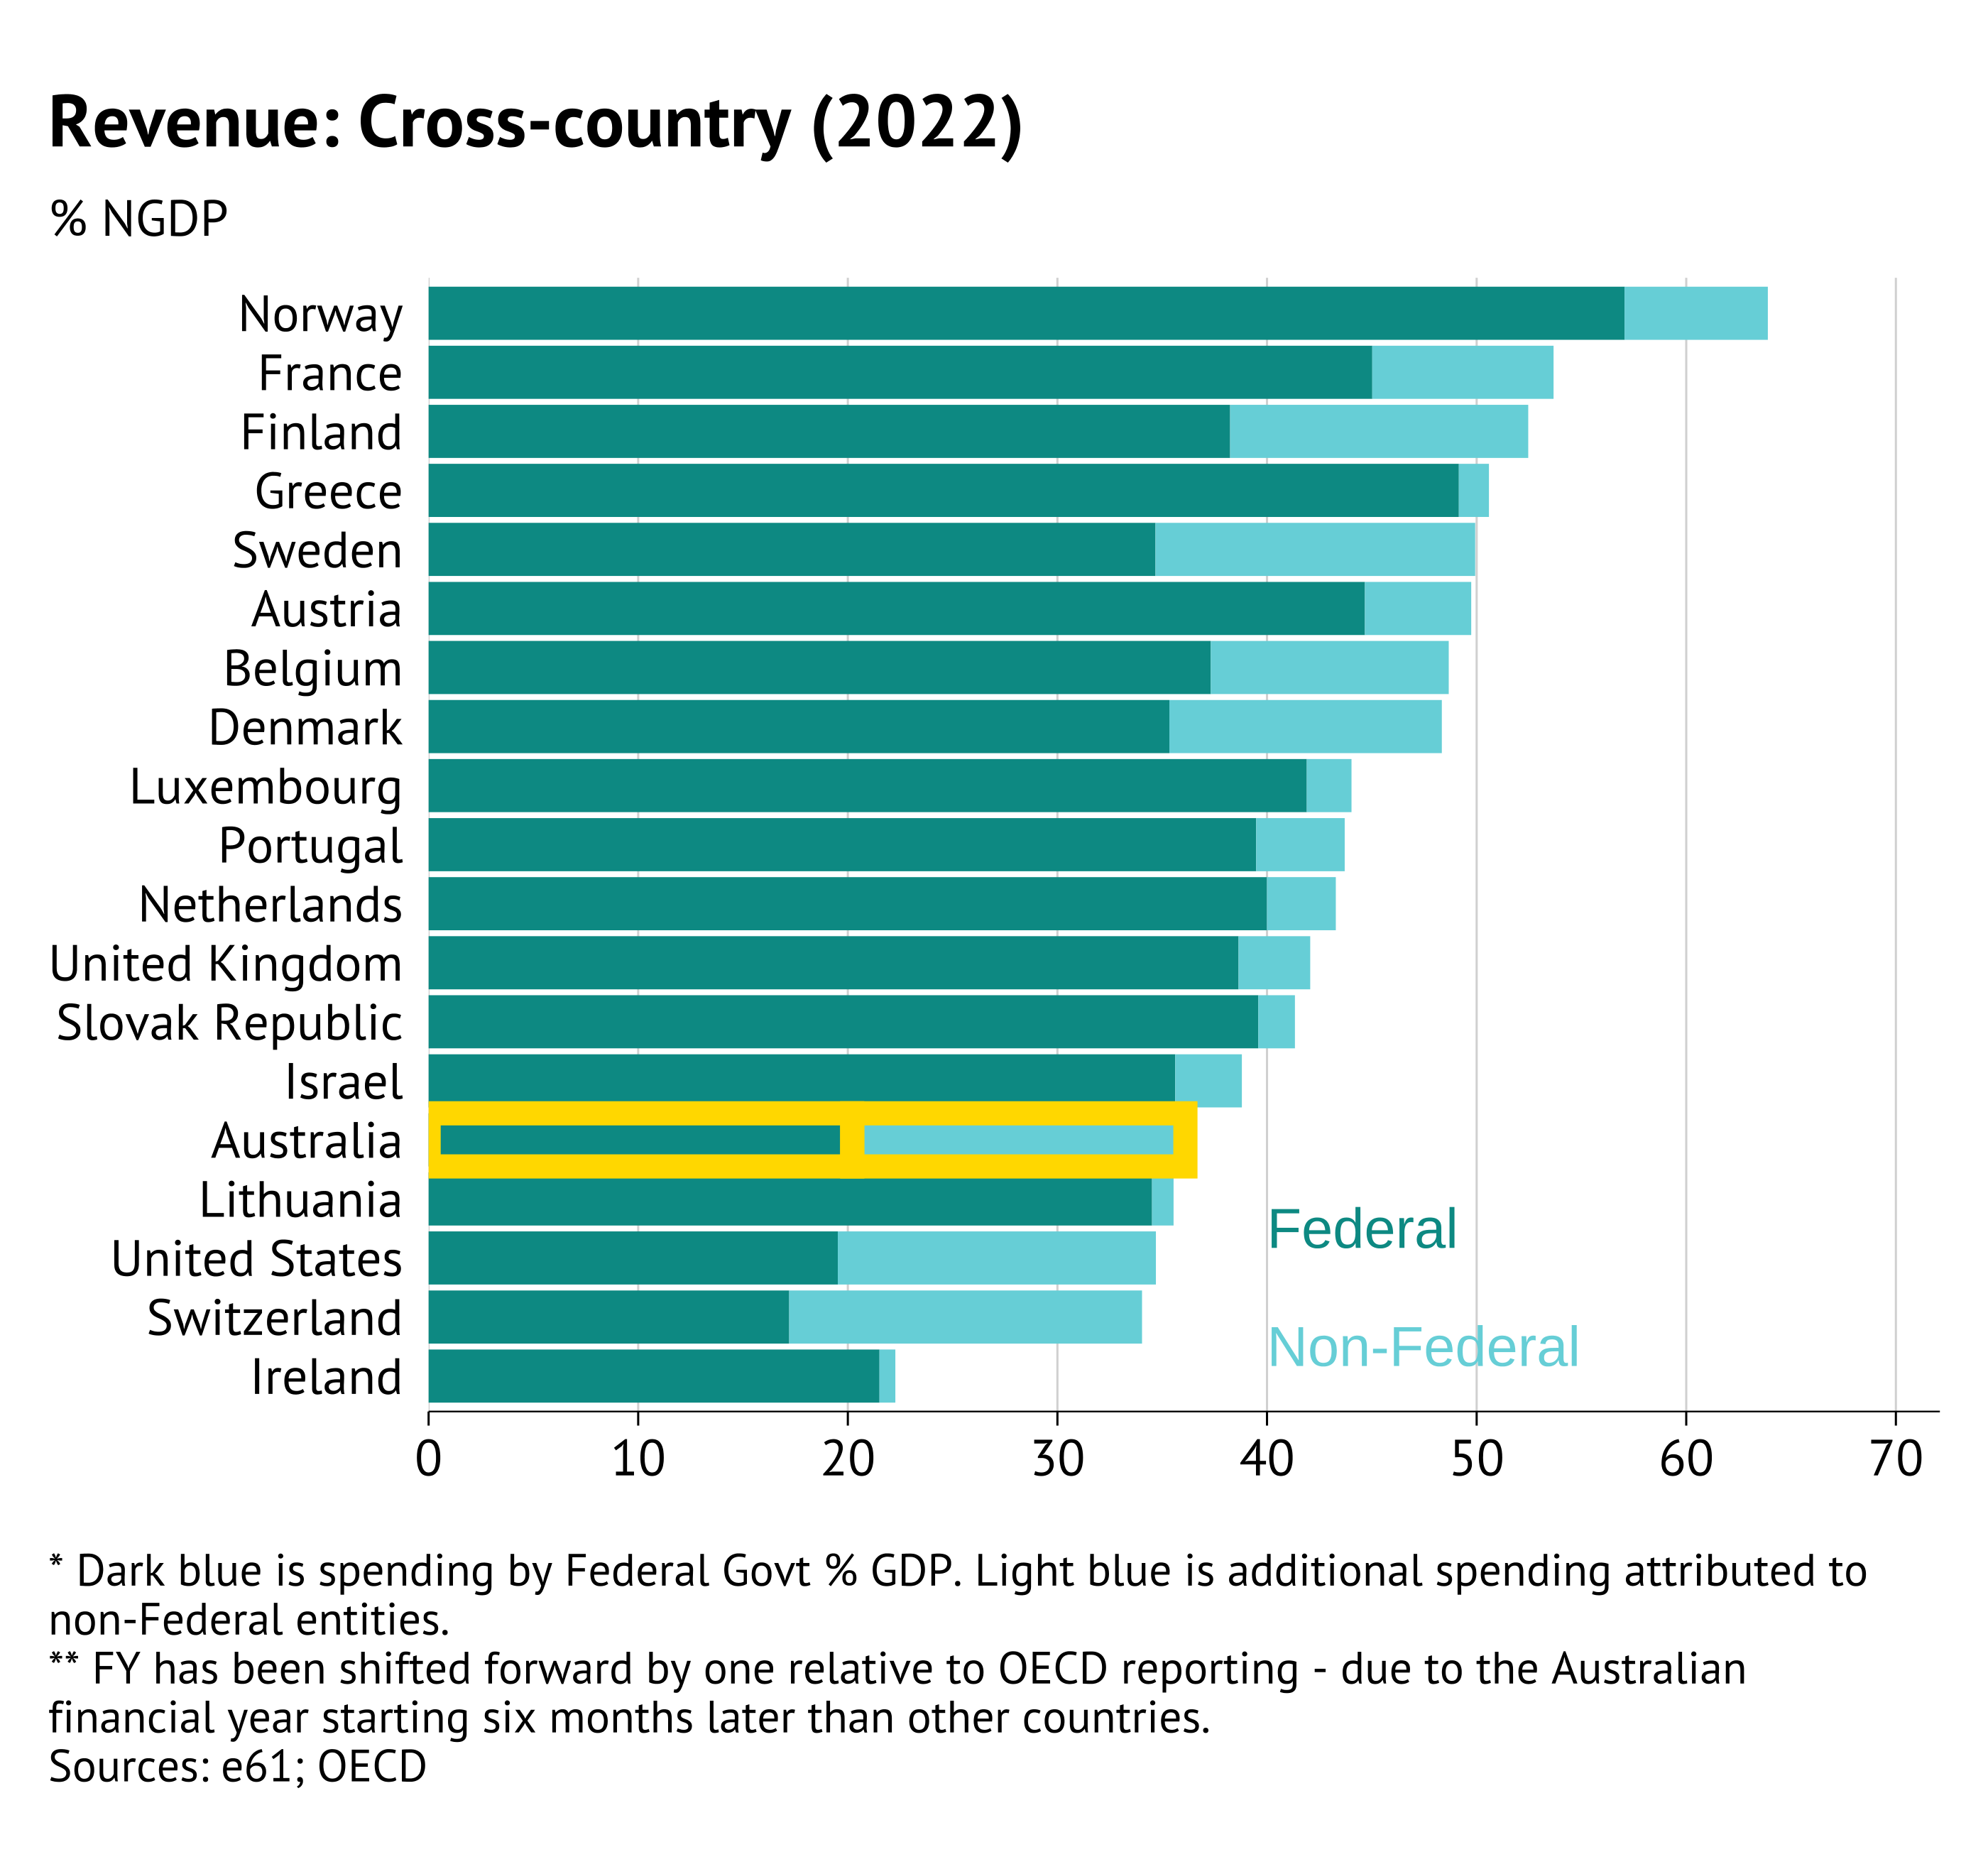 Revenue: Cross-country (2022)
% NGDP
Norway
France
Finland
Greece
Sweden
Austria
Belgium
Denmark
Luxembourg
Portugal
Netherlands
United Kingdom
Slovak Republic
Israel
Australia
Lithuania
Federal
United States
Switzerland
Non-Federal
Ireland
0 10 20 30 40 50 60 70
* Dark blue is spending by Federal Govt % GDP. Light blue is additional spending attributed to
non-Federal entities.
** FY has been shifted forward by one relative to OECD reporting - due to the Australian
financial year starting six months later than other countries.
Sources: e61; OECD